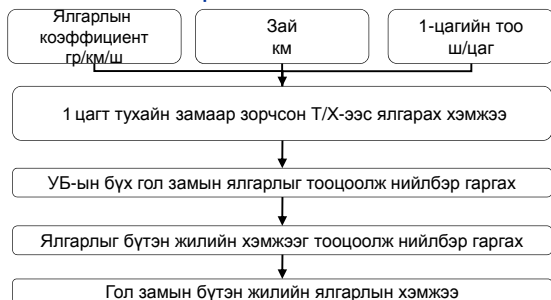 Ялгарлын
коэффициент
гр/км/ш
Зай
км
1-цагийн тоо
ш/цаг
1 цагт тухайн замаар зорчсон Т/Х-ээс ялгарах хэмжээ
УБ-ын бүх гол замын ялгарлыг тооцоолж нийлбэр гаргах
Ялгарлыг бүтэн жилийн хэмжээг тооцоолж нийлбэр гаргах
Гол замын бүтэн жилийн ялгарлын хэмжээ